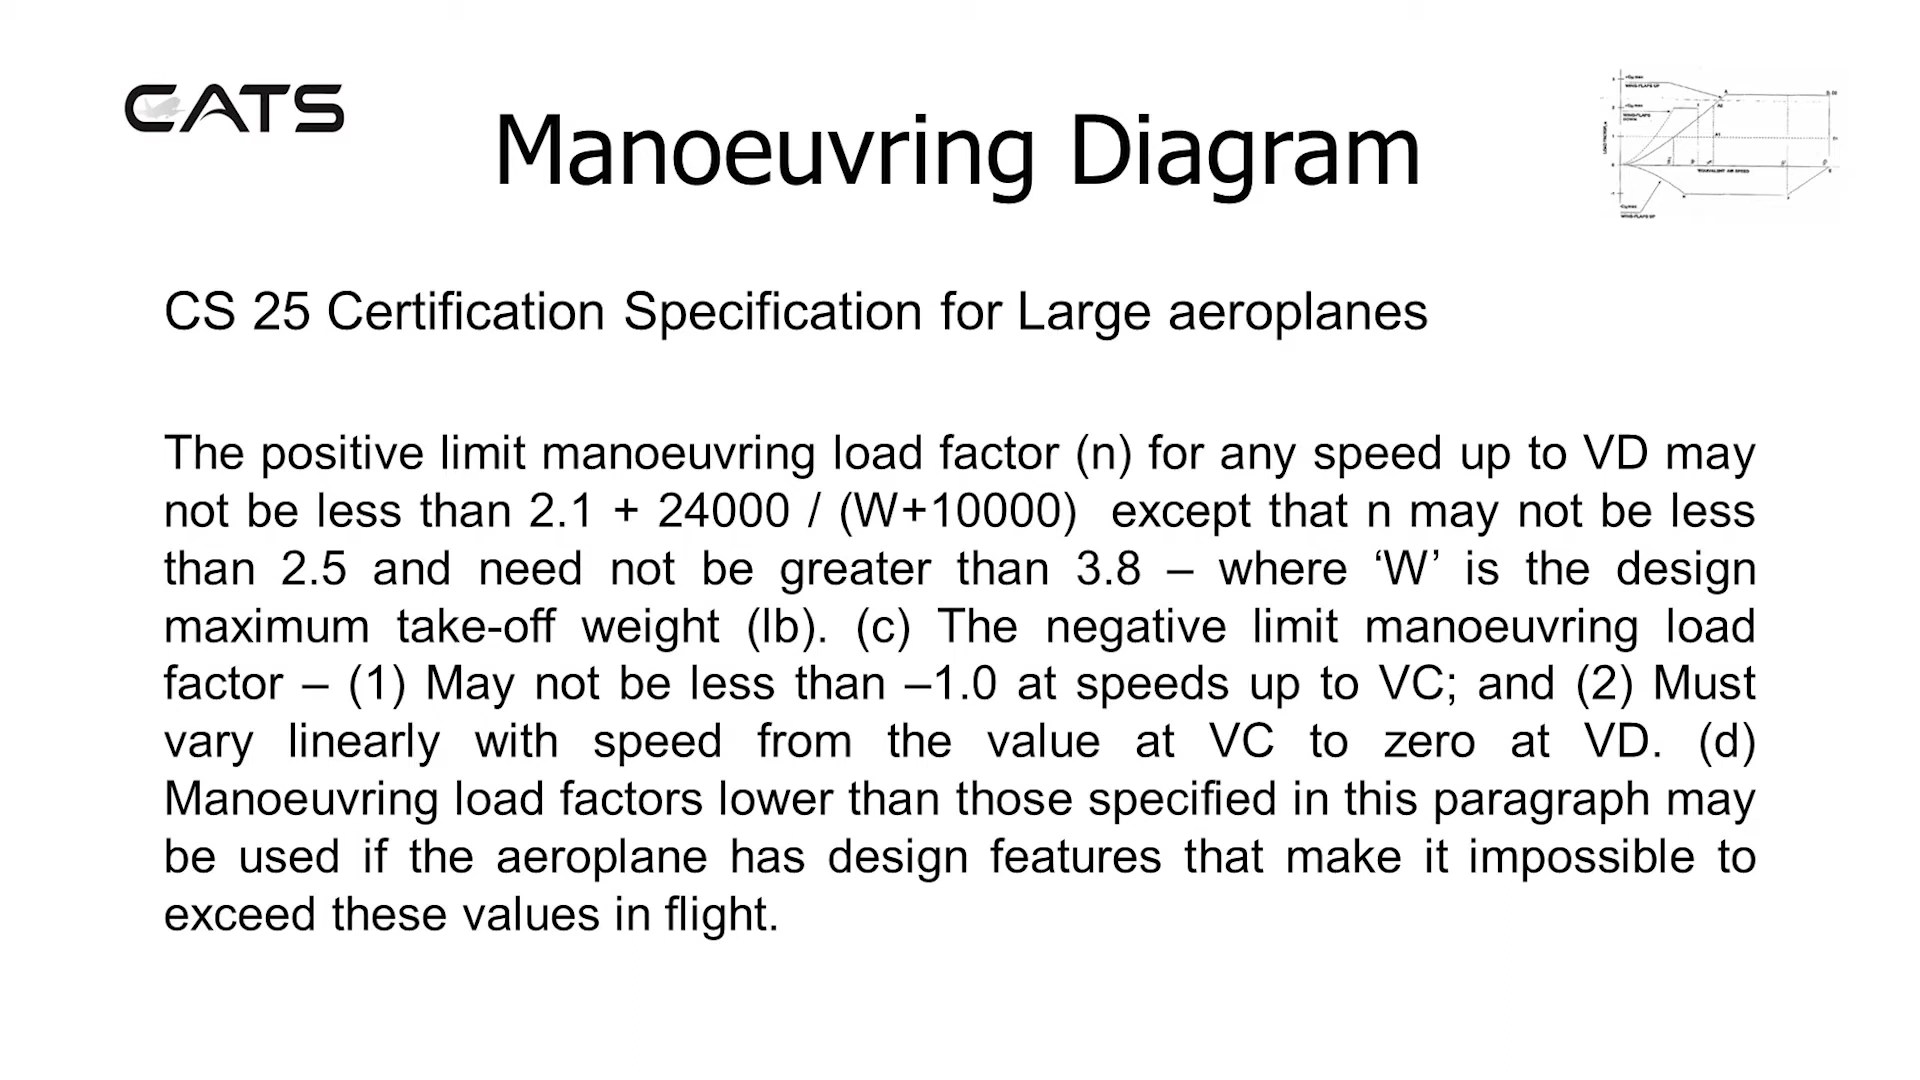 CATS
Manoeuvring Diagram
CS 25 Certification Specification for Large aeroplanes
The positive limit manoeuvring load factor (n) for any speed up to VD may
not be less than 2.1 + 24000 / (W+10000) except that n may not be less
than 2.5 and need not be greater than 3.8 – where ‘W’ is the design
maximum take-off weight (lb). (c) The negative limit manoeuvring load
factor – (1) May not be less than –1.0 at speeds up to VC; and (2) Must
vary linearly with speed from the value at VC to zero at VD. (d)
Manoeuvring load factors lower than those specified in this paragraph may
be used if the aeroplane has design features that make it impossible to
exceed these values in flight.
EQUIVALENT AIR SPEED